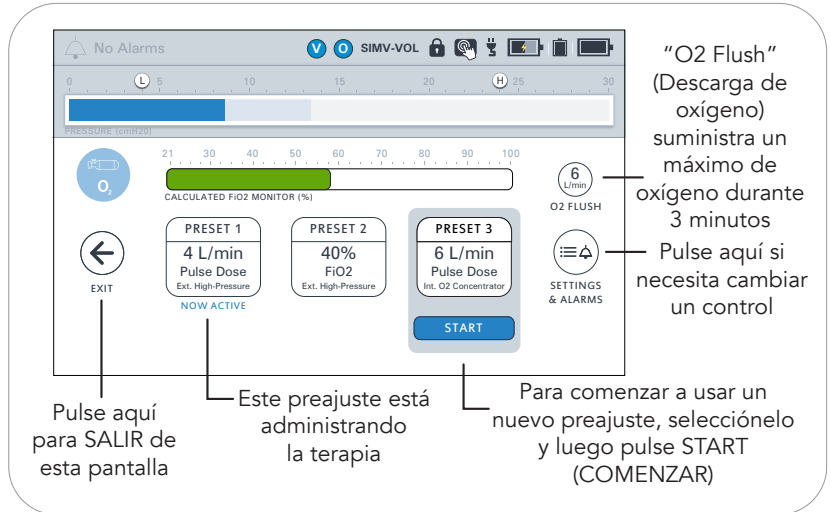 No Alarms
V O SIMV-VOL
0 L 5 10 15 20 H 25 30
PRESSURE (cmH20)
O2
21 30 40 50 60 70 80 90 100
CALCULATED FiO2 MONITOR (%)
6
L/min
O2 FLUSH
EXIT
PRESET 1
4 L/min
Pulse Dose
Ext. High-Pressure
NOW ACTIVE
PRESET 2
40%
FiO2
Ext. High-Pressure
PRESET 3
6 L/min
Pulse Dose
Int. O2 Concentrator
START
SETTINGS
& ALARMS
“O2 Flush”
(Descarga de
oxígeno)
suministra un
máximo de
oxígeno durante
3 minutos
Pulse aquí si
necesita cambiar
un control
Pulse aquí
para SALIR de
esta pantalla
Este preajuste está
administrando
la terapia
Para comenzar a usar un
nuevo preajuste, selecciónelo
y luego pulse START
(COMENZAR)